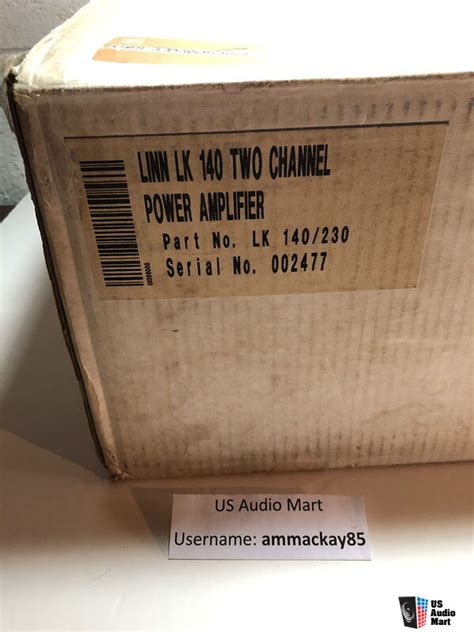 LINN LK 140 TWO CHANNEL
POWER AMPLIFIER
Part No. LK 140/230
Serial No. 002477
US Audio Mart
Username: ammackay85
US Audio
Mart